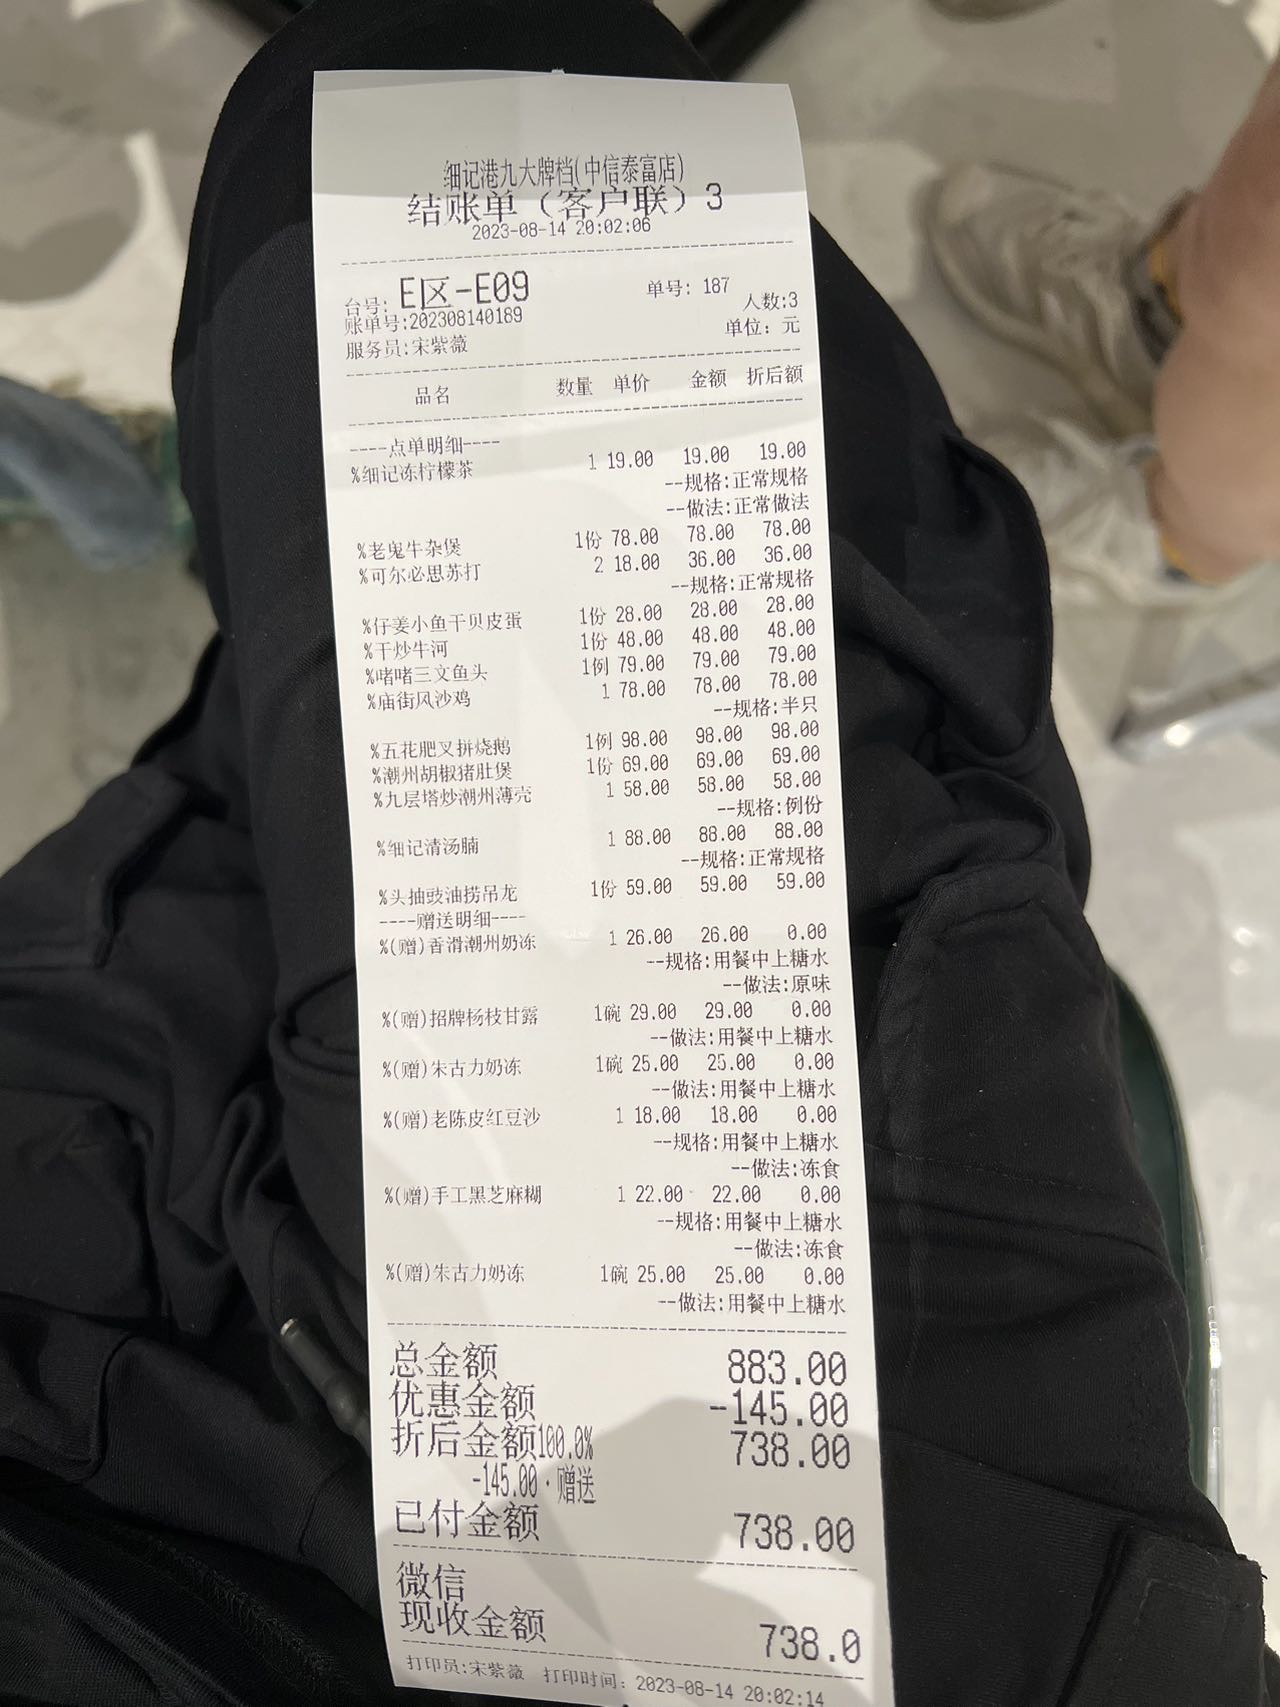 细记港九大牌档(中信泰富店)
结账单（客户联）3
2023-08-14 20:02:06
台号: E区-E09 单号: 187
账单号:202308140189 人数:3
服务员:宋紫薇 单位: 元
品名 数量 单价 金额 折后额
----点单明细----
%细记冻柠檬茶 1 19.00 19.00 19.00
--规格:正常规格
--做法:正常做法
%老鬼牛杂煲 1份 78.00 78.00 78.00
%可尔必思苏打 2 18.00 36.00 36.00
--规格:正常规格
%仔姜小鱼干贝皮蛋 1份 28.00 28.00 28.00
%干炒牛河 1份 48.00 48.00 48.00
%啫啫三文鱼头 1例 79.00 79.00 79.00
%庙街风沙鸡 1 78.00 78.00 78.00
--规格:半只
%五花肥叉拼烧鹅 1例 98.00 98.00 98.00
%潮州胡椒猪肚煲 1份 69.00 69.00 69.00
%九层塔炒潮州薄壳 1 58.00 58.00 58.00
--规格:例份
%细记清汤腩 1 88.00 88.00 88.00
--规格:正常规格
%头抽豉油捞吊龙 1份 59.00 59.00 59.00
----赠送明细----
%(赠)香滑潮州奶冻 1 26.00 26.00 0.00
--规格:用餐中上糖水
--做法:原味
%(赠)招牌杨枝甘露 1碗 29.00 29.00 0.00
--做法:用餐中上糖水
%(赠)朱古力奶冻 1碗 25.00 25.00 0.00
--做法:用餐中上糖水
%(赠)老陈皮红豆沙 1 18.00 18.00 0.00
--规格:用餐中上糖水
--做法:冻食
%(赠)手工黑芝麻糊 1 22.00 22.00 0.00
--规格:用餐中上糖水
--做法:冻食
%(赠)朱古力奶冻 1碗 25.00 25.00 0.00
--做法:用餐中上糖水
总金额 883.00
优惠金额 -145.00
折后金额100.0% 738.00
-145.00·赠送
已付金额 738.00
微信
现收金额 738.0
打印员:宋紫薇 打印时间: 2023-08-14 20:02:14